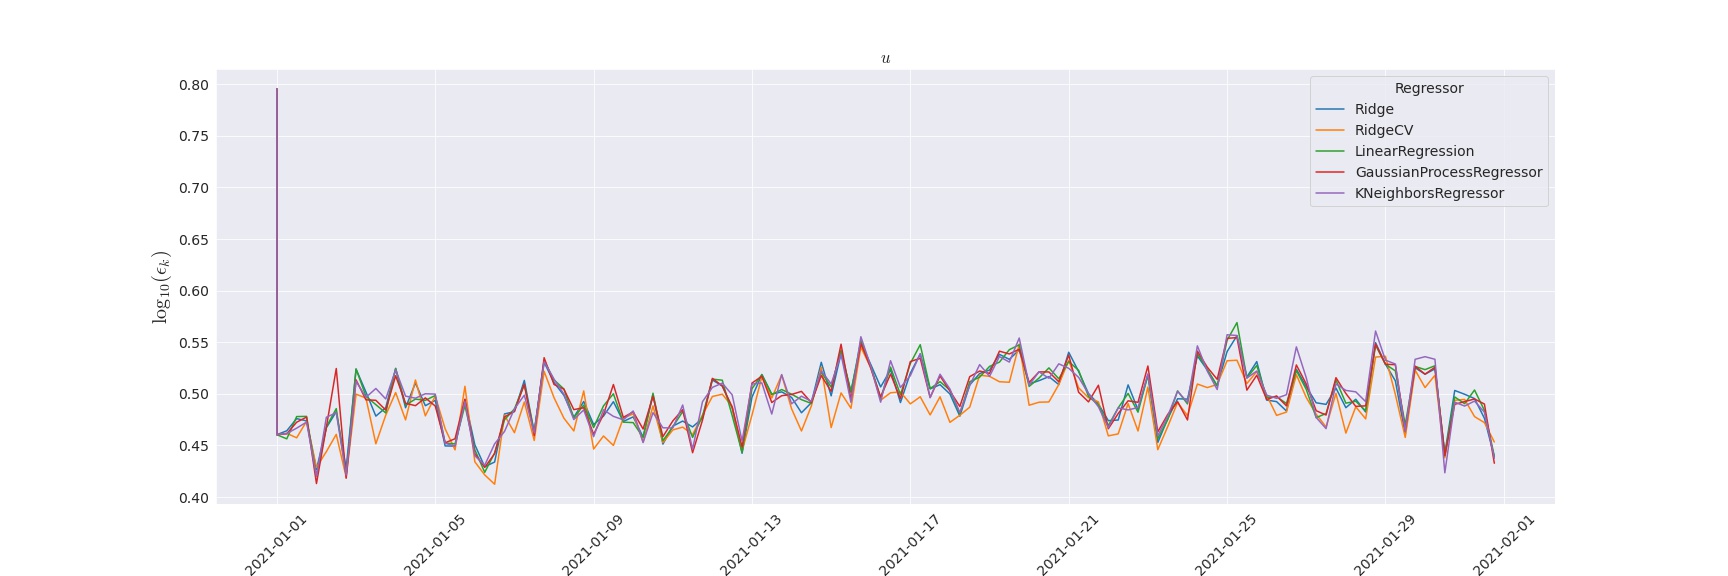 u
Regressor
Ridge
RidgeCV
LinearRegression
GaussianProcessRegressor
KNeighborsRegressor
log10(ϵk)
0.80
0.75
0.70
0.65
0.60
0.55
0.50
0.45
0.40
2021-01-01
2021-01-05
2021-01-09
2021-01-13
2021-01-17
2021-01-21
2021-01-25
2021-01-29
2021-02-01